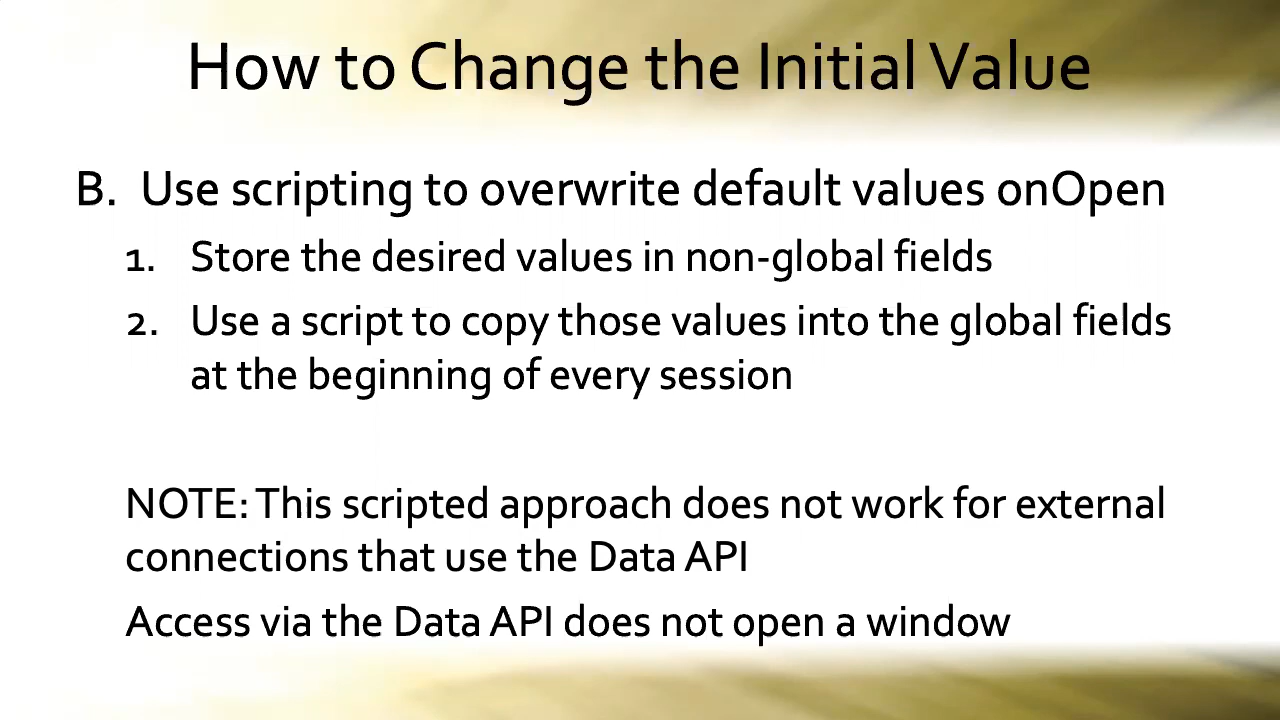 How to Change the Initial Value
B. Use scripting to overwrite default values onOpen
1. Store the desired values in non-global fields
2. Use a script to copy those values into the global fields
at the beginning of every session
NOTE: This scripted approach does not work for external
connections that use the Data API
Access via the Data API does not open a window